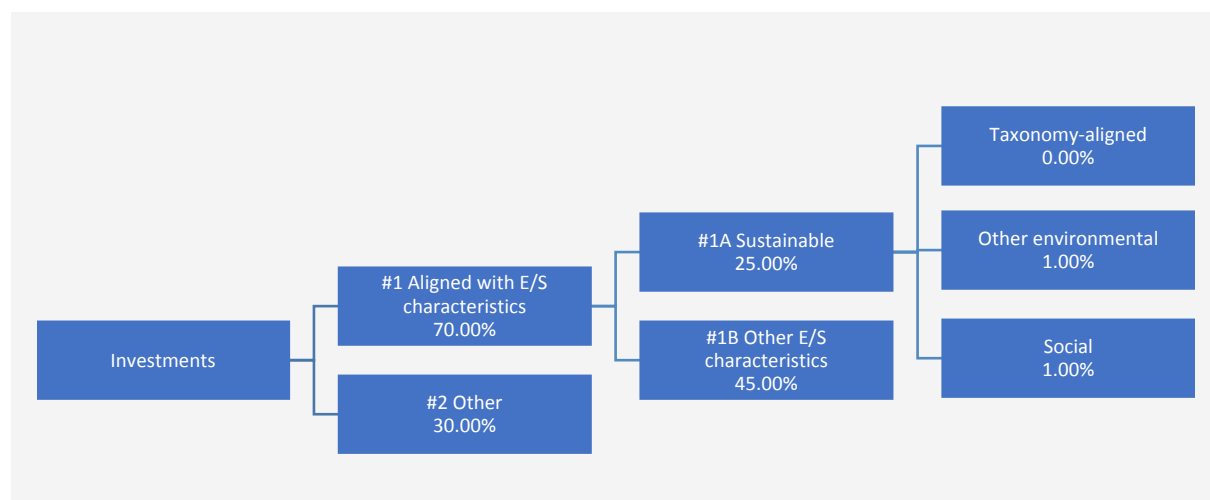 Investments
#1 Aligned with E/S
characteristics
70.00%
#2 Other
30.00%
#1A Sustainable
25.00%
#1B Other E/S
characteristics
45.00%
Taxonomy-aligned
0.00%
Other environmental
1.00%
Social
1.00%